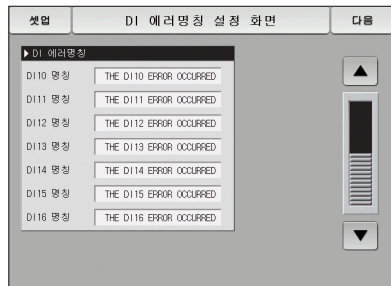 셋업 DI 에러명칭 설정 화면 다음
▶DI 에러명칭
DI10 명칭 THE DI10 ERROR OCCURRED
DI11 명칭 THE DI11 ERROR OCCURRED
DI12 명칭 THE DI12 ERROR OCCURRED
DI13 명칭 THE DI13 ERROR OCCURRED
DI14 명칭 THE DI14 ERROR OCCURRED
DI15 명칭 THE DI15 ERROR OCCURRED
DI16 명칭 THE DI16 ERROR OCCURRED